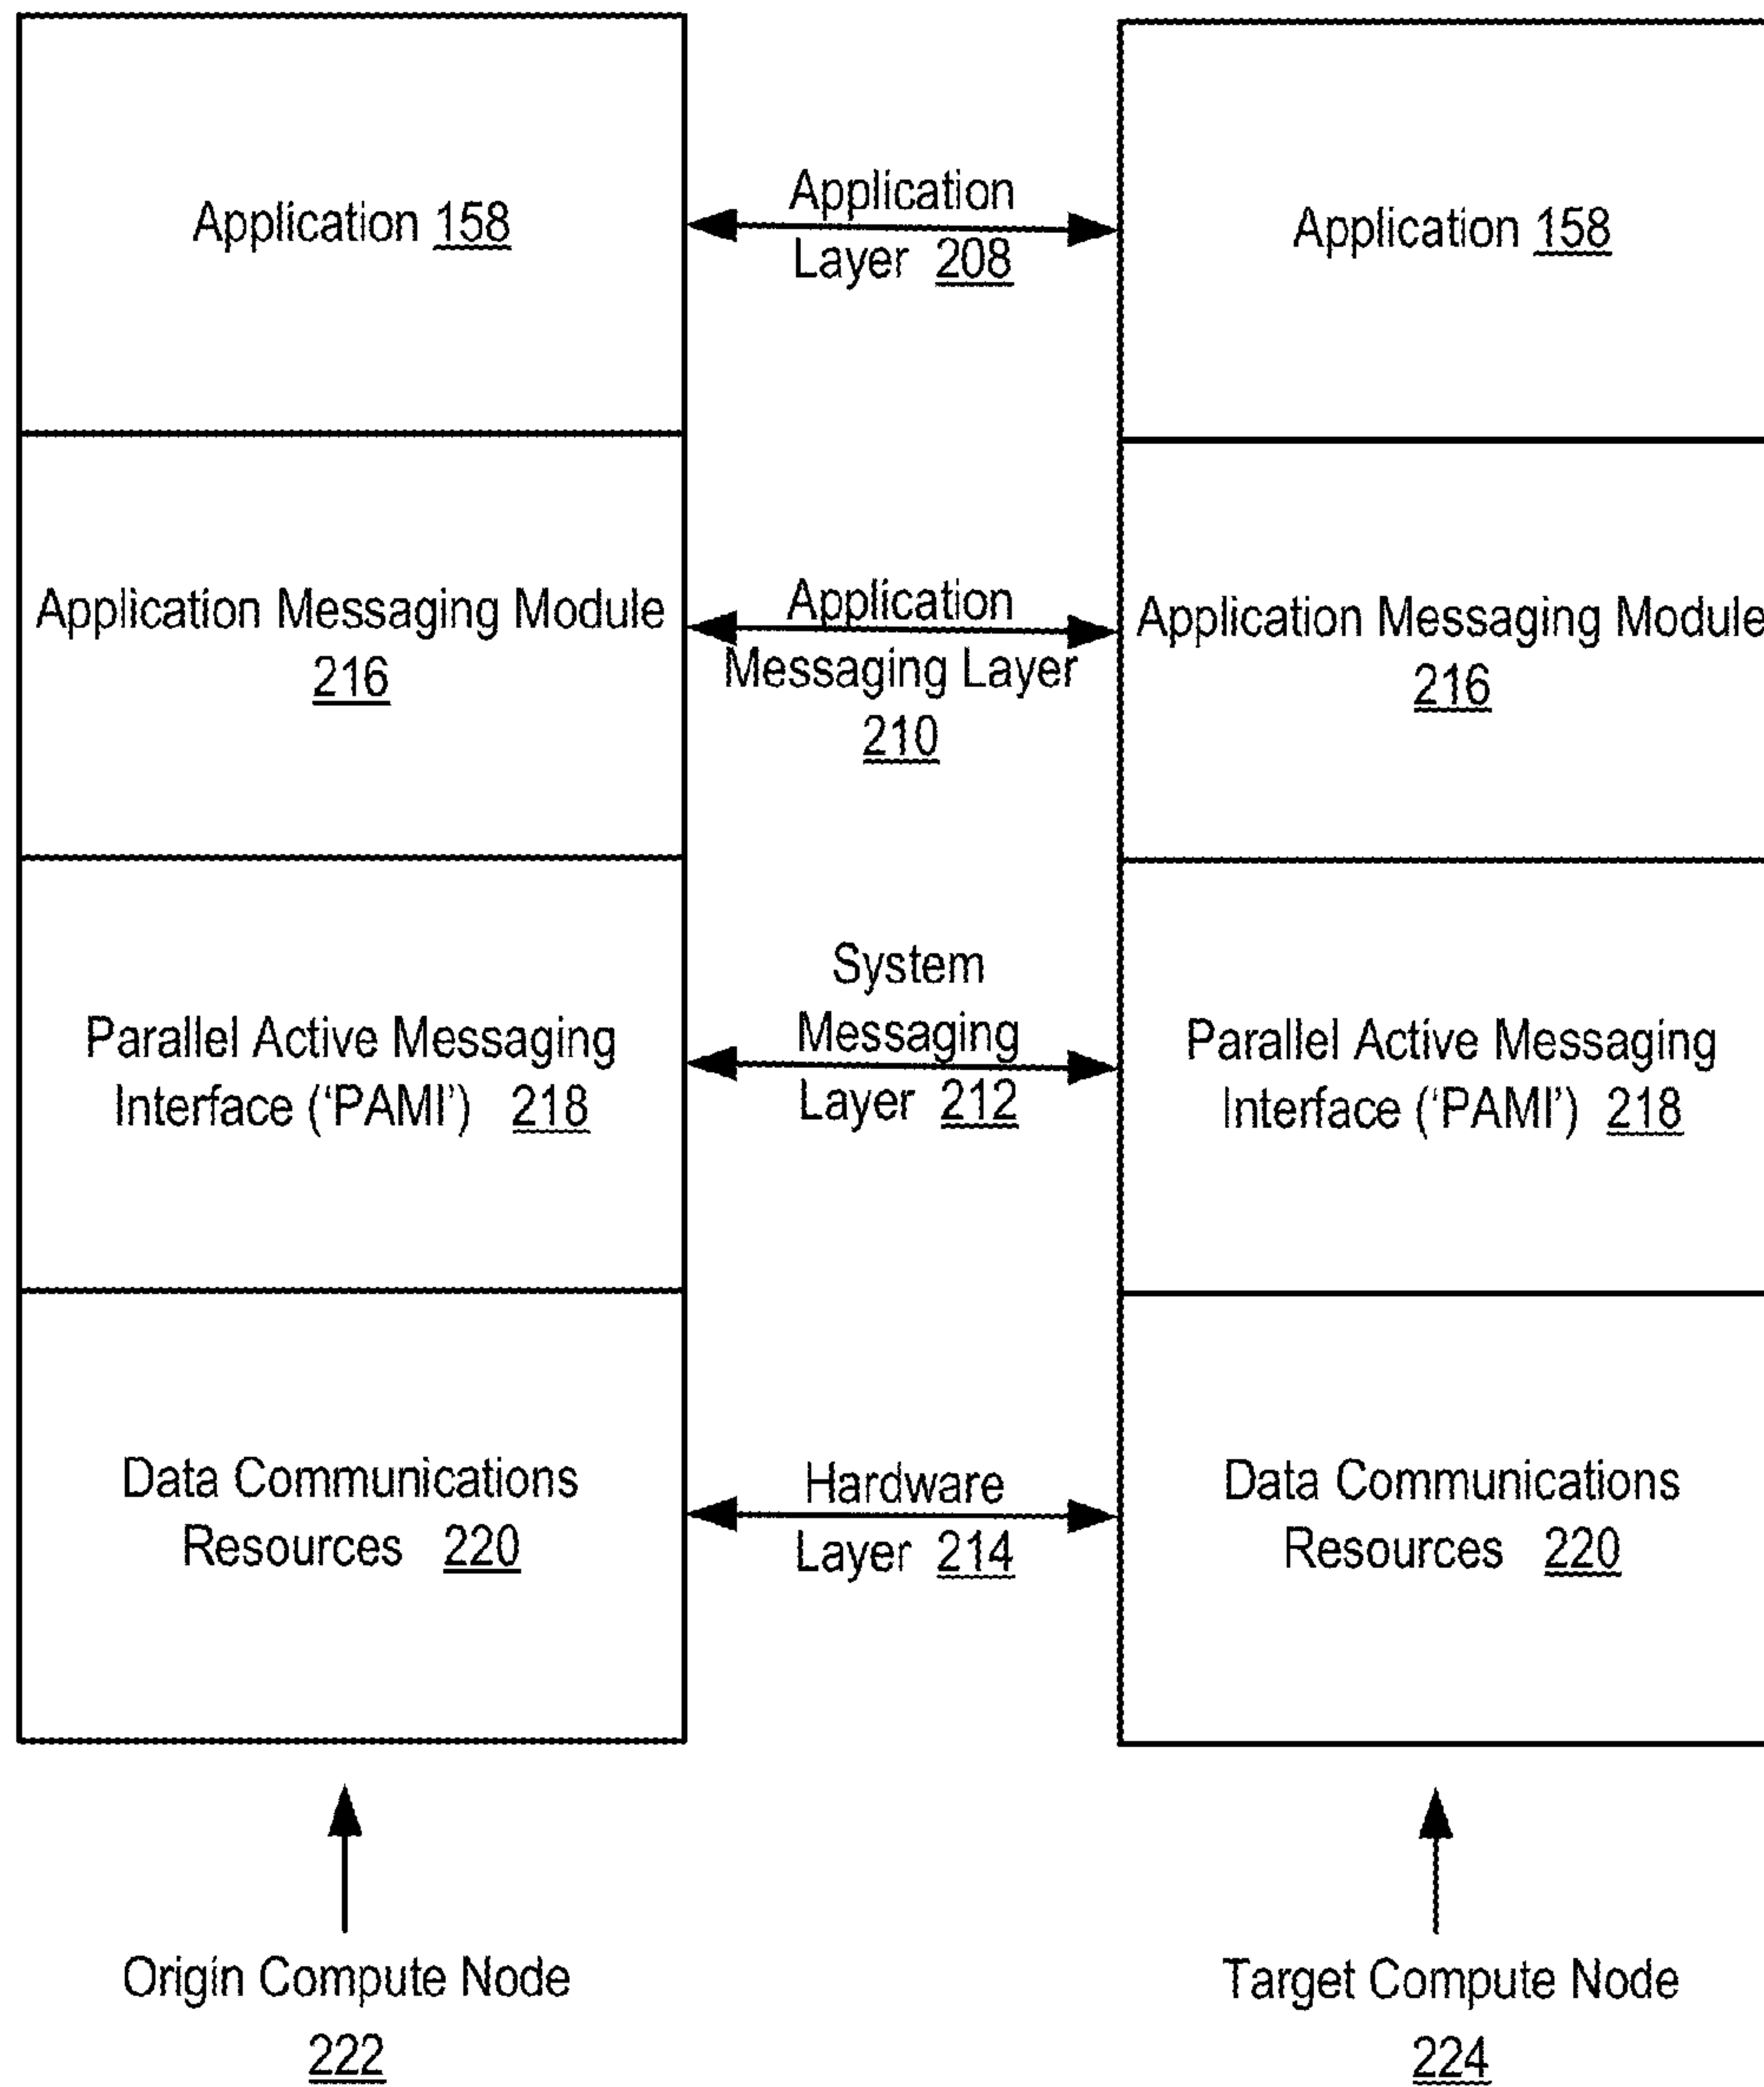 Application 158
Application
Layer 208
Application 158
Application Messaging Module
216
Application
Messaging Layer
210
Application Messaging Module
216
Parallel Active Messaging
Interface (‘PAMI’) 218
System
Messaging
Layer 212
Parallel Active Messaging
Interface (‘PAMI’) 218
Data Communications
Resources 220
Hardware
Layer 214
Data Communications
Resources 220
Origin Compute Node
222
Target Compute Node
224